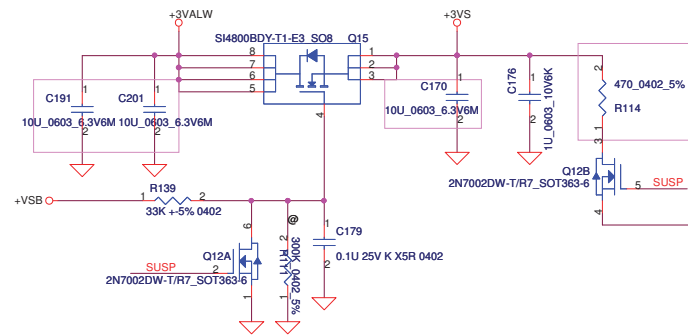 +3VALW
+3VS
SI4800BDY-T1-E3_SO8 Q15
8
7
6
5
1
2
3
4
1
C191
2
10U_0603_6.3V6M
1
C201
2
10U_0603_6.3V6M
1
C170
2
10U_0603_6.3V6M
1
C176
2
1U_0603_10V6K
2
470_0402_5%
R114
1
3
Q12B
2N7002DW-T/R7_SOT363-6
5
SUSP
4
+VSB
1
R139
2
33K +-5% 0402
6
Q12A
SUSP
2
2N7002DW-T/R7_SOT363-6
1
@
2
300K_0402_5%
R171
1
1
C179
2
0.1U 25V K X5R 0402